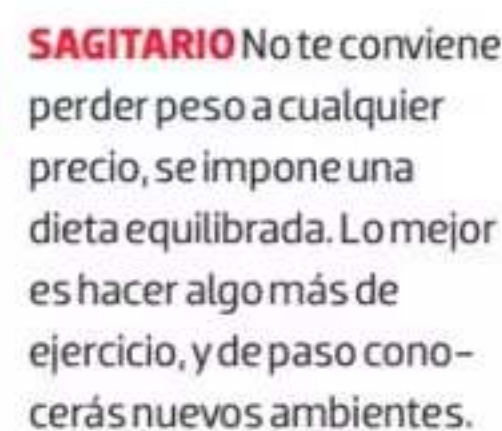 SAGITARIO No te conviene
perder peso a cualquier
precio, se impone una
dieta equilibrada. Lo mejor
es hacer algo más de
ejercicio, y de paso cono-
cerás nuevos ambientes.